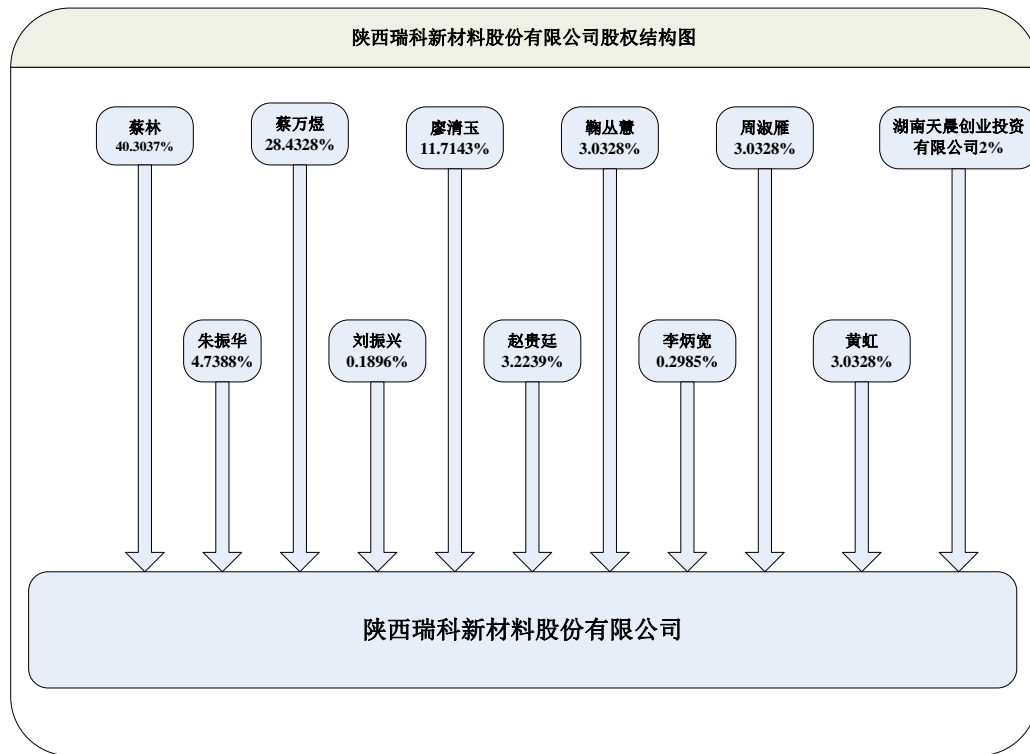 陕西瑞科新材料股份有限公司股权结构图
蔡林
40.3037%
蔡万煜
28.4328%
廖清玉
11.7143%
鞠丛慧
3.0328%
周淑雁
3.0328%
湖南天晨创业投资
有限公司2%
朱振华
4.7388%
刘振兴
0.1896%
赵贵廷
3.2239%
李炳宽
0.2985%
黄虹
3.0328%
陕西瑞科新材料股份有限公司